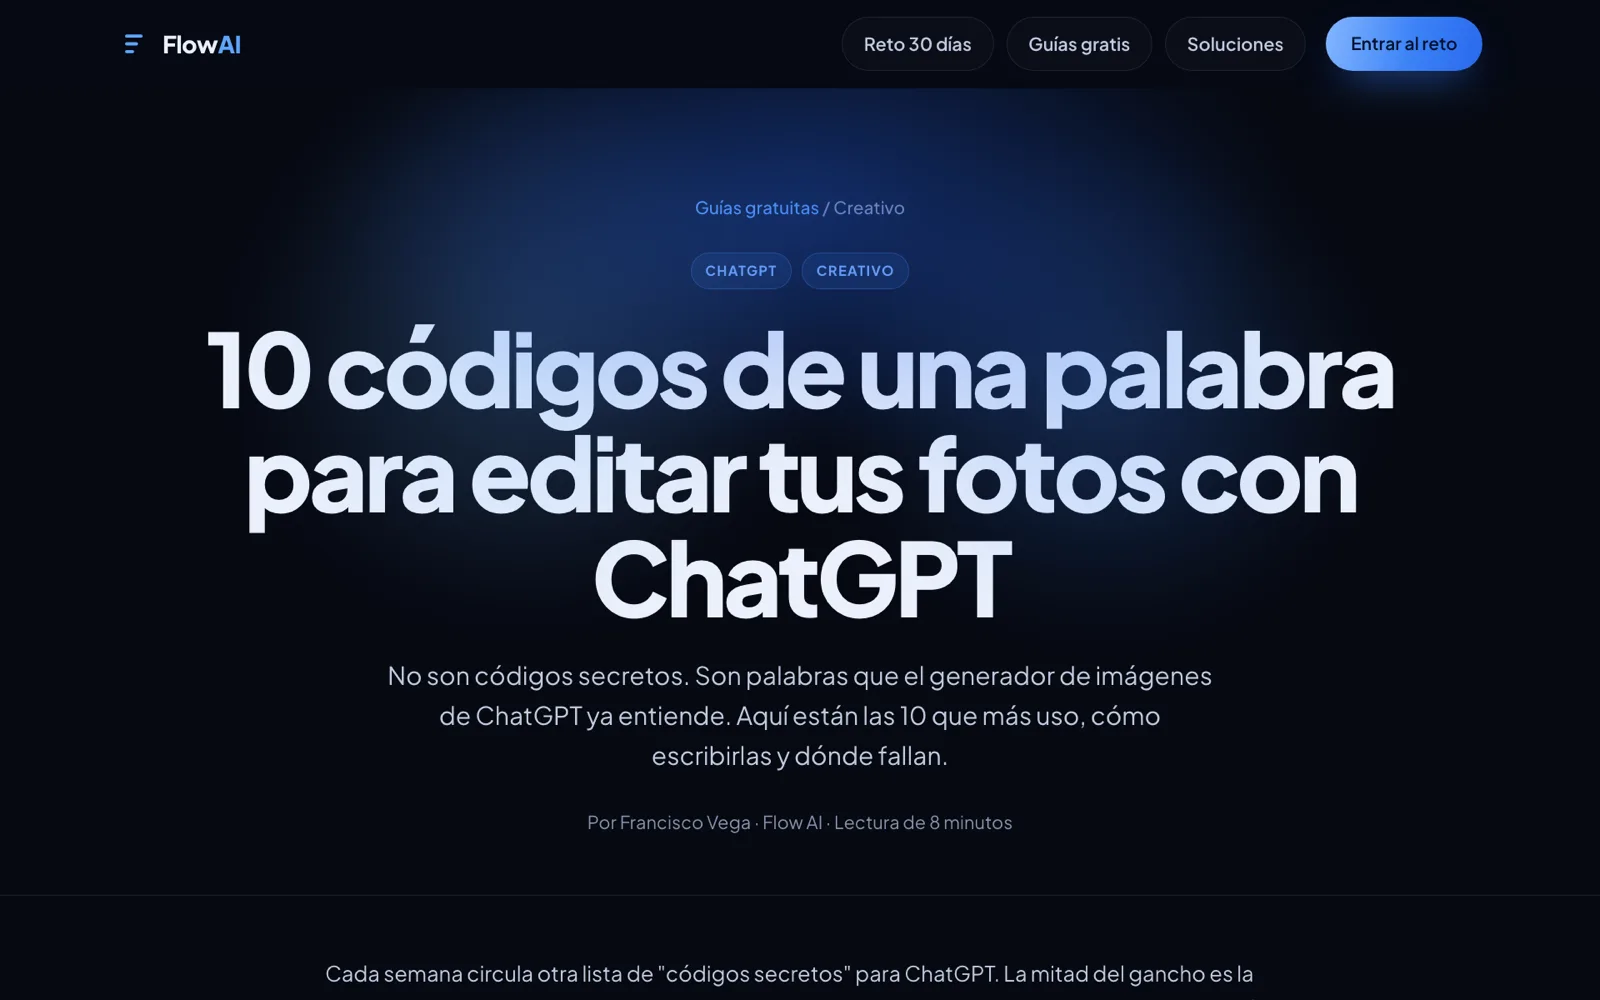 FlowAI
Reto 30 días
Guías gratis
Soluciones
Entrar al reto
Guías gratuitas / Creativo
CHATGPT
CREATIVO
10 códigos de una palabra
para editar tus fotos con
ChatGPT
No son códigos secretos. Son palabras que el generador de imágenes
de ChatGPT ya entiende. Aquí están las 10 que más uso, cómo
escribirlas y dónde fallan.
Por Francisco Vega · Flow AI · Lectura de 8 minutos
Cada semana circula otra lista de "códigos secretos" para ChatGPT. La mitad del gancho es la